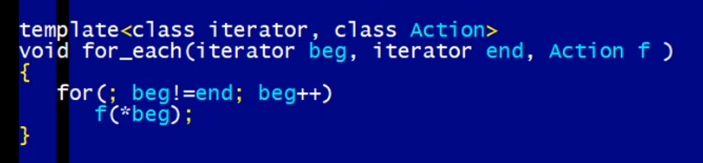 template<class iterator, class Action>
void for_each(iterator beg, iterator end, Action f )
{
for(; beg!=end; beg++)
f(*beg);
}